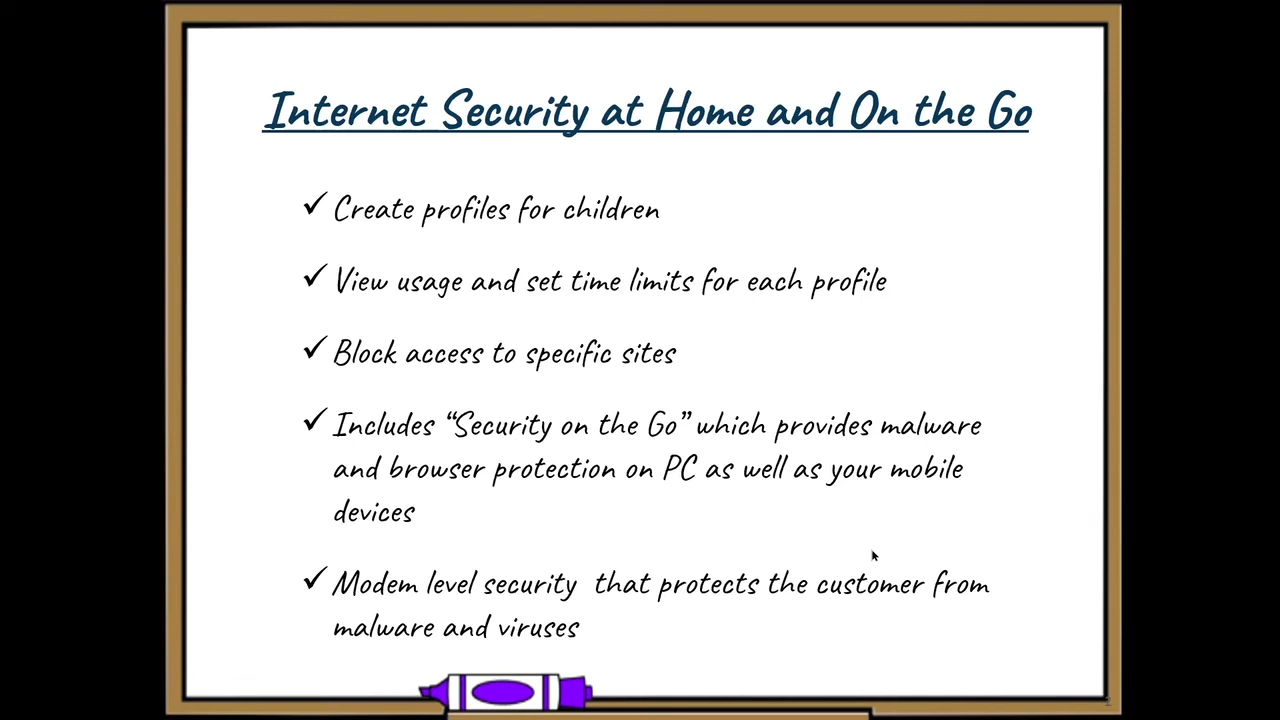 Internet Security at Home and On the Go
✓ Create profiles for children
✓ View usage and set time limits for each profile
✓ Block access to specific sites
✓ Includes “Security on the Go” which provides malware
and browser protection on PC as well as your mobile
devices
✓ Modem level security  that protects the customer from
malware and viruses